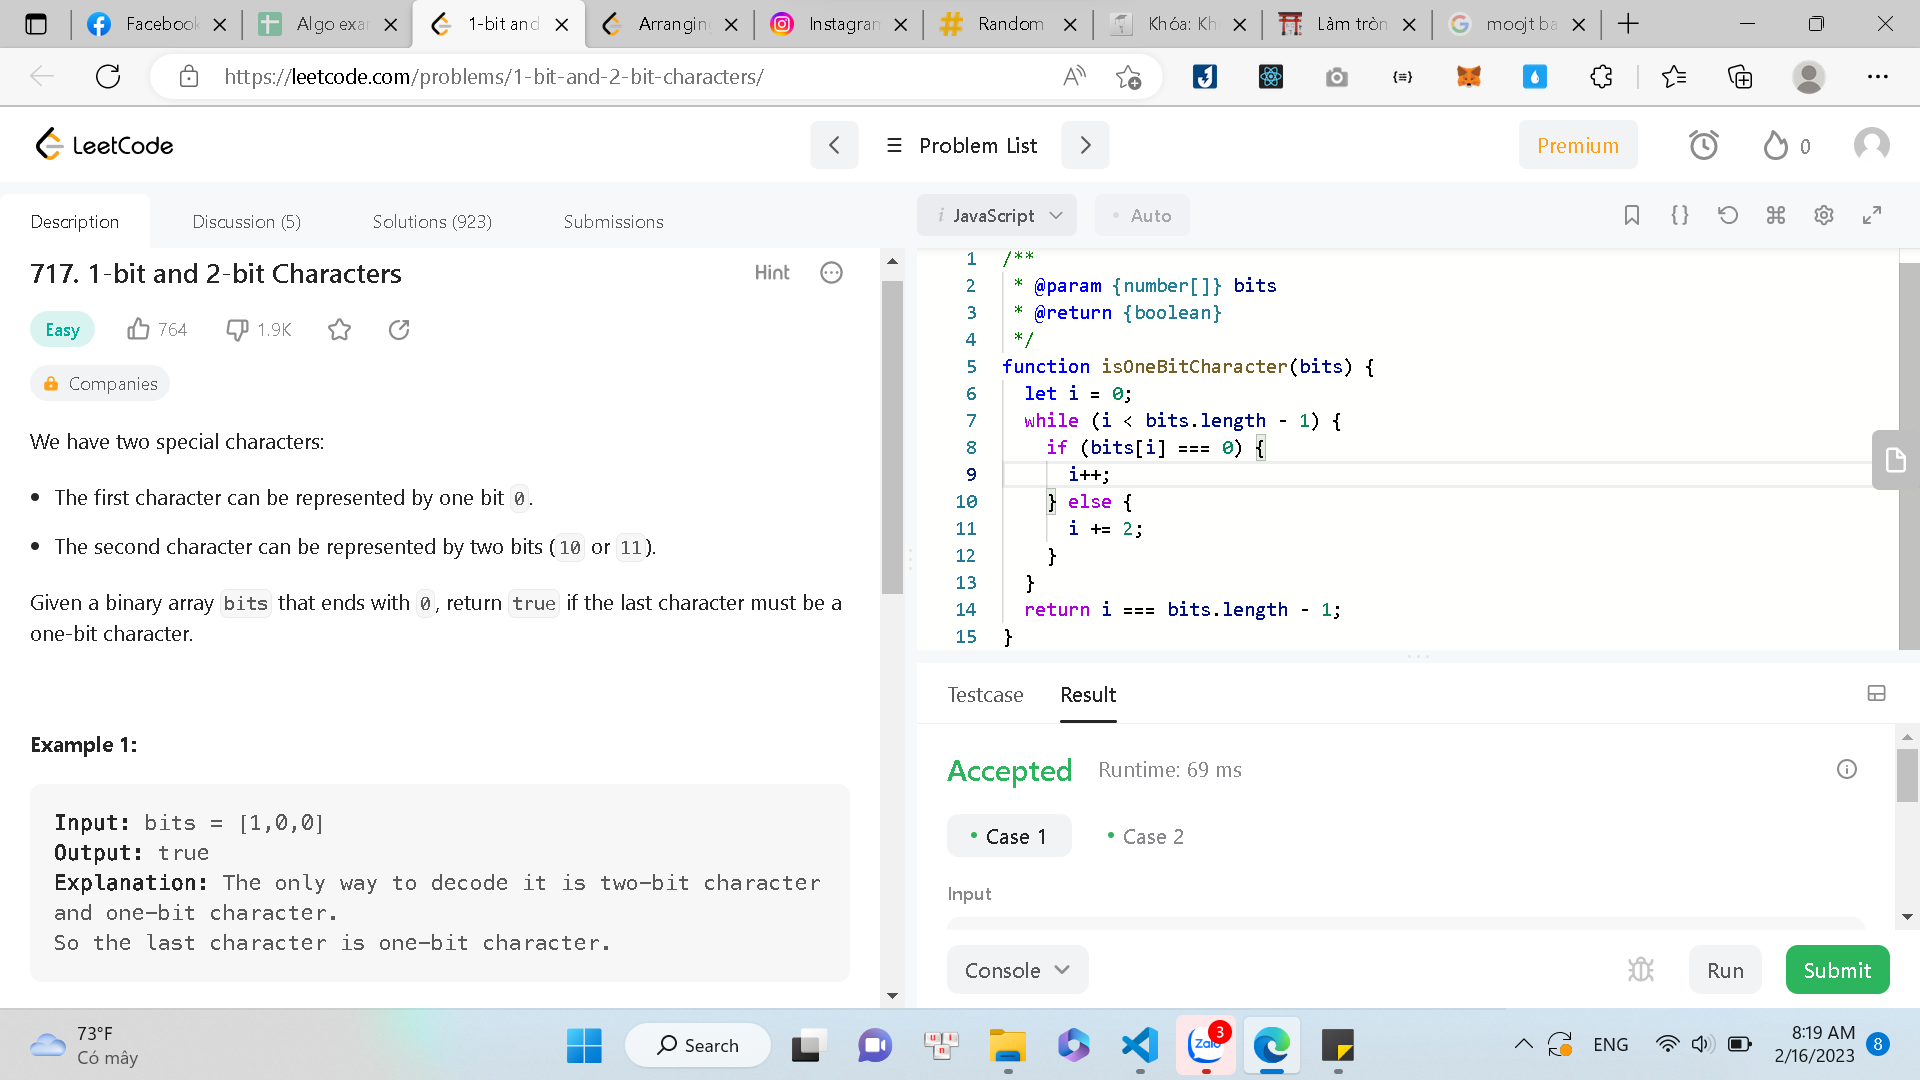 Facebook
Algo exar
1-bit and
Arranging
Instagram
Random
Khóa: Kh
Làm tròn
moojt ba
https://leetcode.com/problems/1-bit-and-2-bit-characters/
LeetCode
Problem List
Premium
0
Description
Discussion (5)
Solutions (923)
Submissions
i JavaScript
Auto
717. 1-bit and 2-bit Characters
Hint
Easy
764
1.9K
Companies
We have two special characters:
• The first character can be represented by one bit 0.
• The second character can be represented by two bits (10 or 11).
Given a binary array bits that ends with 0, return true if the last character must be a
one-bit character.
Example 1:
Input: bits = [1,0,0]
Output: true
Explanation: The only way to decode it is two-bit character
and one-bit character.
So the last character is one-bit character.
1 /**
2 * @param {number[]} bits
3 * @return {boolean}
4 */
5 function isOneBitCharacter(bits) {
6 let i = 0;
7 while (i < bits.length - 1) {
8 if (bits[i] === 0) {
9 i++;
10 } else {
11 i += 2;
12 }
13 }
14 return i === bits.length - 1;
15 }
Testcase
Result
Accepted
Runtime: 69 ms
• Case 1
• Case 2
Input
Console
Run
Submit
73°F
Có mây
Search
Zalo
3
ENG
8:19 AM
2/16/2023
8